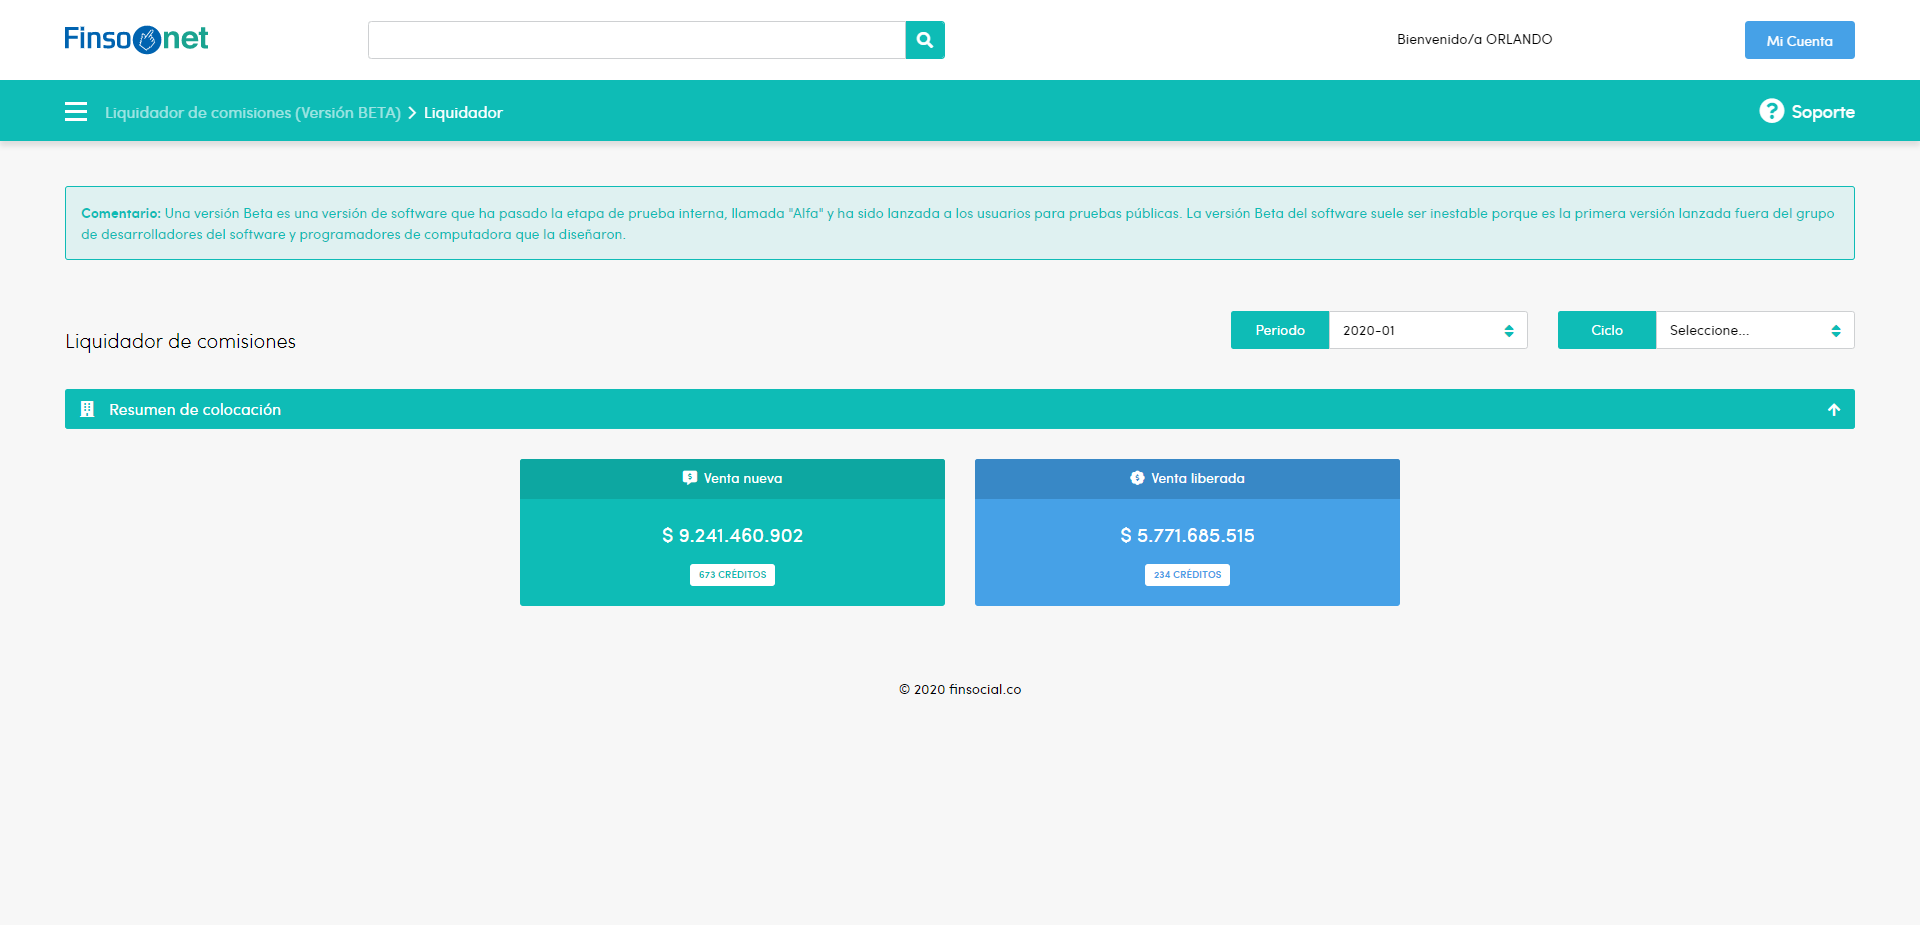 Finso net
Bienvenido/a ORLANDO
Mi Cuenta
Liquidador de comisiones (Versión BETA) Liquidador
Soporte
Comentario: Una versión Beta es una versión de software que ha pasado la etapa de prueba interna, llamada "Alfa" y ha sido lanzada a los usuarios para pruebas públicas. La versión Beta del software suele ser inestable porque es la primera versión lanzada fuera del grupo
de desarrolladores del software y programadores de computadora que la diseñaron.
Liquidador de comisiones
Periodo 2020-01
Ciclo Seleccione...
Resumen de colocación
Venta nueva
$ 9.241.460.902
673 CRÉDITOS
Venta liberada
$ 5.771.685.515
234 CRÉDITOS
© 2020 finsocial.co